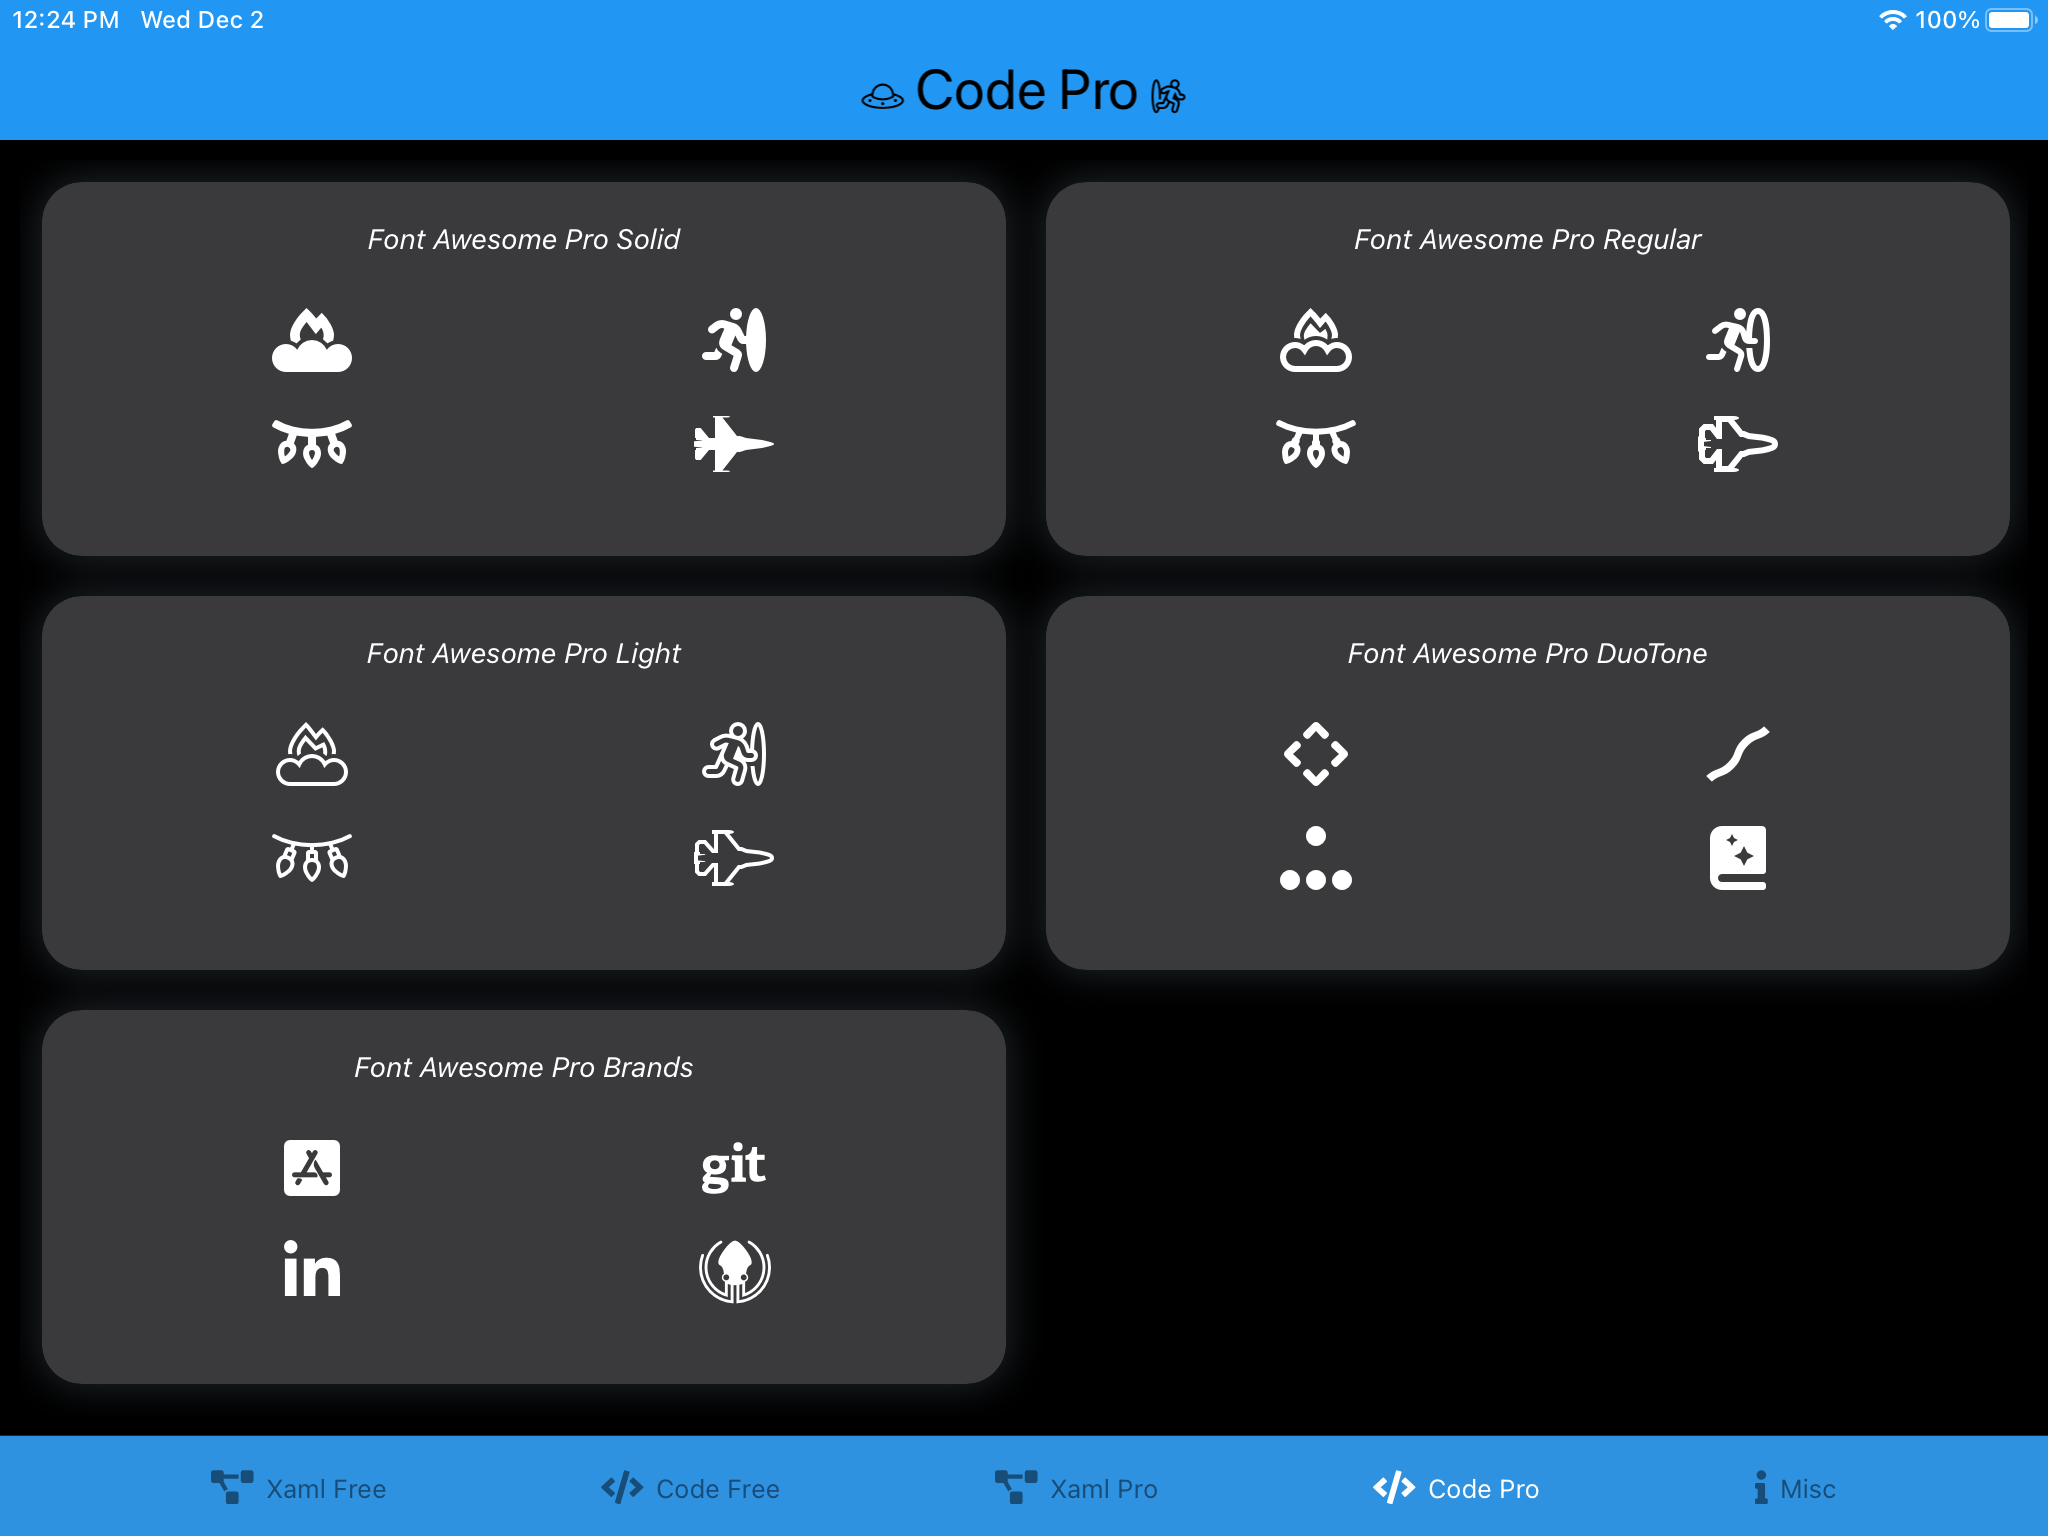 12:24 PM Wed Dec 2 100%
Code Pro
Font Awesome Pro Solid
Font Awesome Pro Regular
Font Awesome Pro Light
Font Awesome Pro DuoTone
Font Awesome Pro Brands
git
in
Xaml Free
Code Free
Xaml Pro
Code Pro
Misc